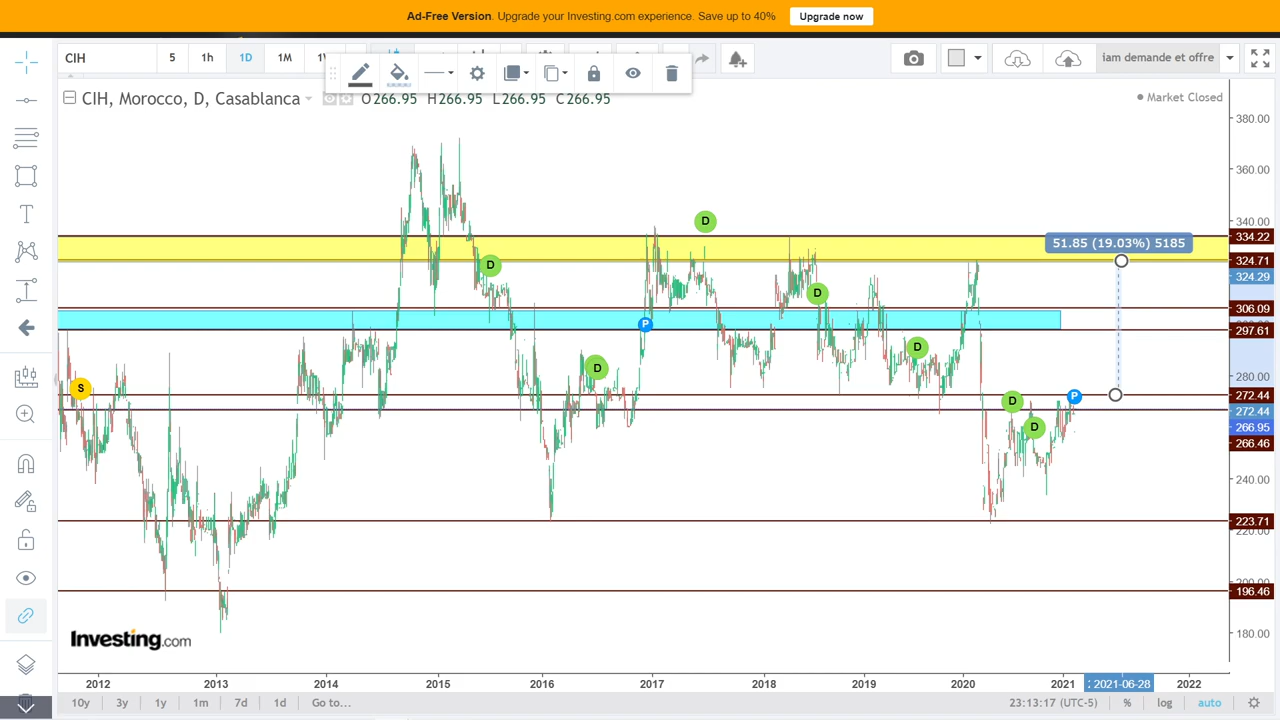 Ad-Free Version. Upgrade your Investing.com experience. Save up to 40% Upgrade now
CIH 5 1h 1D 1M iam demande et offre
CIH, Morocco, D, Casablanca O266.95 H266.95 L266.95 C266.95 Market Closed
380.00
360.00
340.00
D
334.22
51.85 (19.03%) 5185
324.71
D
324.29
D
306.09
P
297.61
D
D
280.00
S
272.44
P
D
272.44
266.95
D
266.46
240.00
223.71
220.00
200.00
196.46
180.00
Investing.com
2012 2013 2014 2015 2016 2017 2018 2019 2020 2021 2021-06-28 2022
10y 3y 1y 1m 7d 1d Go to... 23:13:17 (UTC-5) % log auto